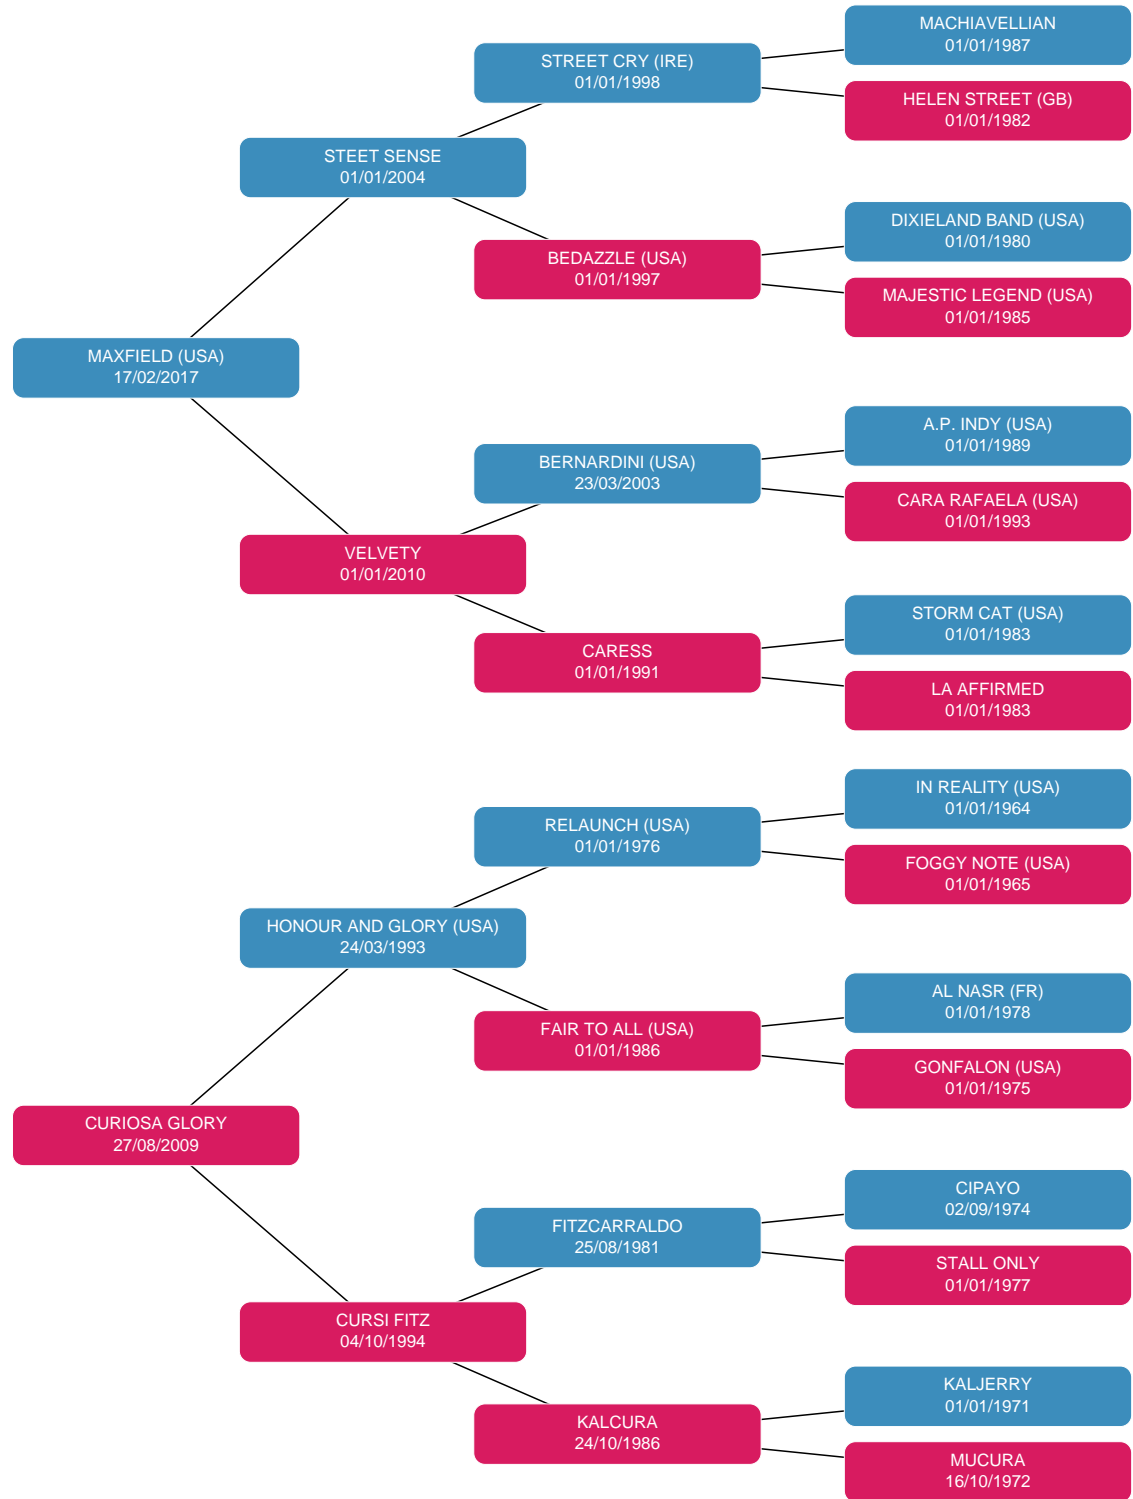 MACHIAVELLIAN
01/01/1987
STREET CRY (IRE)
01/01/1998
HELEN STREET (GB)
01/01/1982
STEET SENSE
01/01/2004
DIXIELAND BAND (USA)
01/01/1980
BEDAZZLE (USA)
01/01/1997
MAJESTIC LEGEND (USA)
01/01/1985
MAXFIELD (USA)
17/02/2017
A.P. INDY (USA)
01/01/1989
BERNARDINI (USA)
23/03/2003
CARA RAFAELA (USA)
01/01/1993
VELVETY
01/01/2010
STORM CAT (USA)
01/01/1983
CARESS
01/01/1991
LA AFFIRMED
01/01/1983
IN REALITY (USA)
01/01/1964
RELAUNCH (USA)
01/01/1976
FOGGY NOTE (USA)
01/01/1965
HONOUR AND GLORY (USA)
24/03/1993
AL NASR (FR)
01/01/1978
FAIR TO ALL (USA)
01/01/1986
GONFALON (USA)
01/01/1975
CURIOSA GLORY
27/08/2009
CIPAYO
02/09/1974
FITZCARRALDO
25/08/1981
STALL ONLY
01/01/1977
CURSI FITZ
04/10/1994
KALJERRY
01/01/1971
KALCURA
24/10/1986
MUCURA
16/10/1972